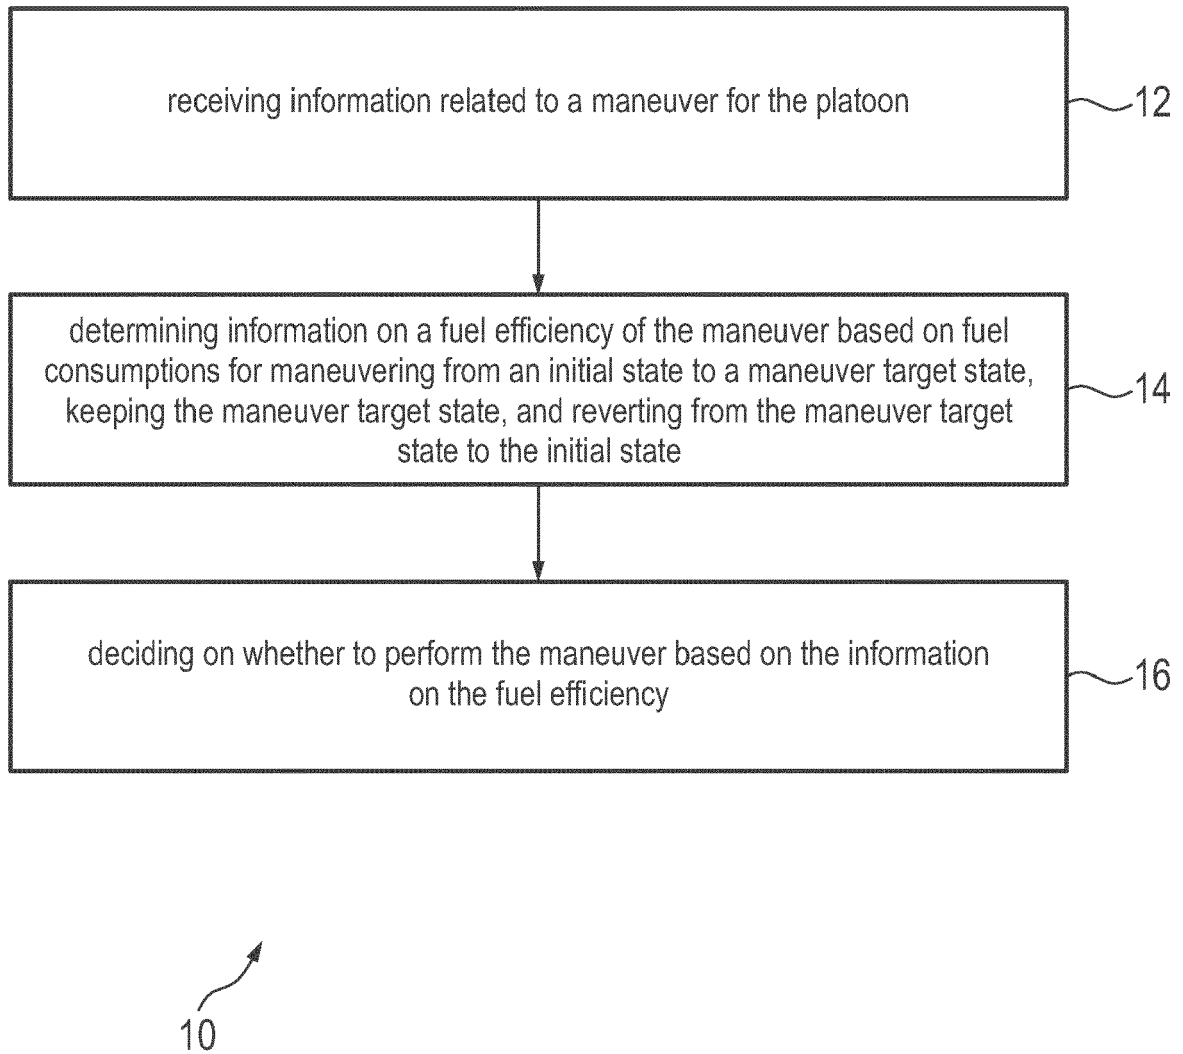 receiving information related to a maneuver for the platoon
12
determining information on a fuel efficiency of the maneuver based on fuel
consumptions for maneuvering from an initial state to a maneuver target state,
keeping the maneuver target state, and reverting from the maneuver target
state to the initial state
14
deciding on whether to perform the maneuver based on the information
on the fuel efficiency
16
10